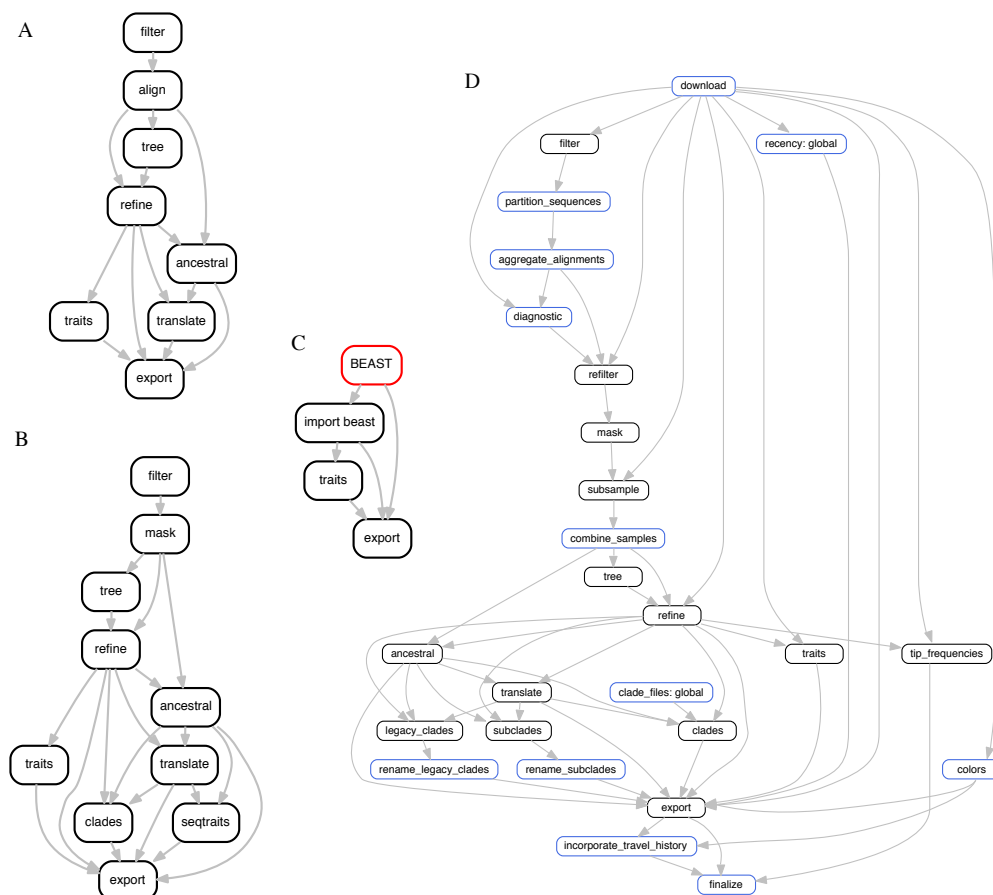 A
filter
align
tree
refine
ancestral
traits
translate
export
B
filter
mask
tree
refine
ancestral
traits
translate
clades
seqtraits
export
C
BEAST
import beast
traits
export
D
download
filter
recency: global
partition_sequences
aggregate_alignments
diagnostic
refilter
mask
subsample
combine_samples
tree
refine
ancestral
traits
tip_frequencies
translate
clade_files: global
legacy_clades
subclades
clades
rename_legacy_clades
rename_subclades
colors
export
incorporate_travel_history
finalize